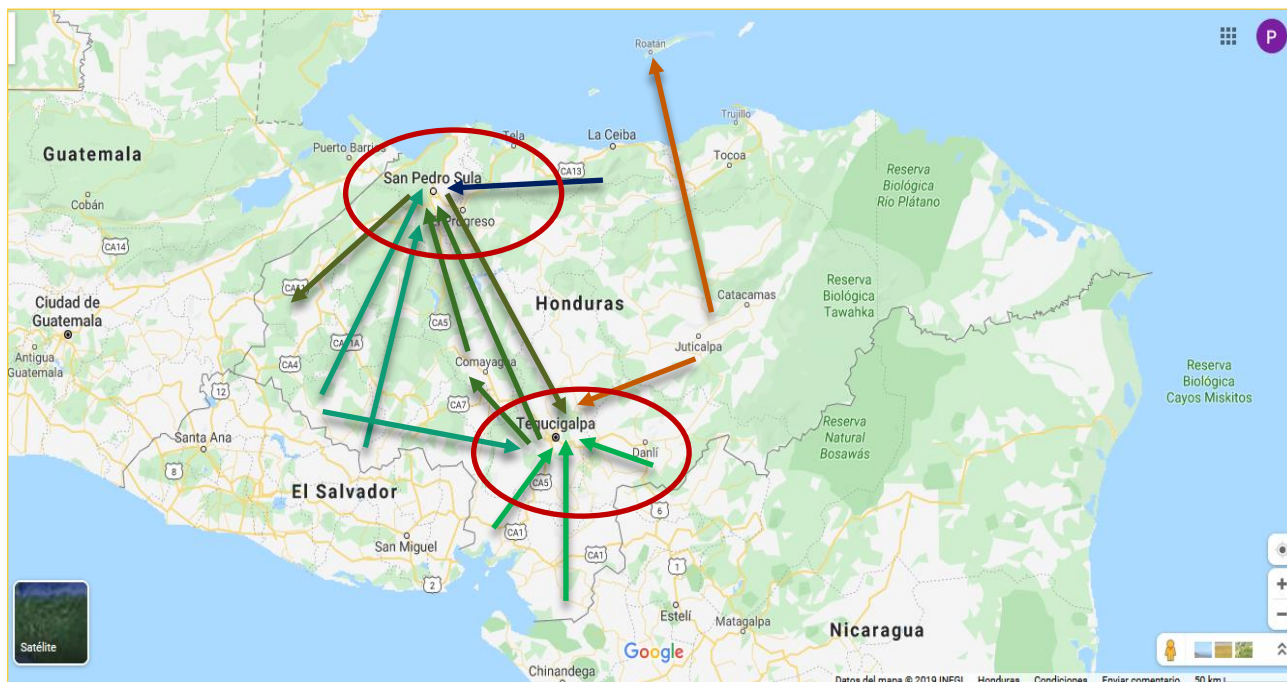 Roatán
P
Trujillo
Tela
La Ceiba
Puerto Barrios
Tocoa
Guatemala
CA13
San Pedro Sula
Reserva
Biológica
Río Plátano
Cobán
El Progreso
CA14
CA11
Honduras
Catacamas
Reserva
Biológica
Tawahka
Ciudad de
Guatemala
CA5
CA11A
Juticalpa
Antigua
Guatemala
CA4
Comayagua
Reserva
Biológica
Cayos Miskitos
12
CA7
Tegucigalpa
Reserva
Natural
Bosawás
Santa Ana
Danlí
8
CA5
El Salvador
6
CA1
San Miguel
CA1
1
2
Estelí
Matagalpa
Nicaragua
Satélite
Google
Chinandega
Datos del mapa © 2019 INEGI Honduras Condiciones Enviar comentario 50 km